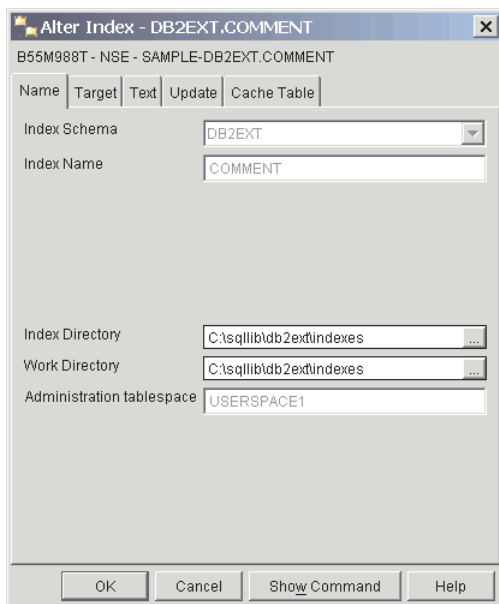 Alter Index - DB2EXT.COMMENT
B55M988T - NSE - SAMPLE-DB2EXT.COMMENT
Name Target Text Update Cache Table
Index Schema DB2EXT
Index Name COMMENT
Index Directory C:\sqllib\db2ext\indexes ...
Work Directory C:\sqllib\db2ext\indexes ...
Administration tablespace USERSPACE1
OK Cancel Show Command Help